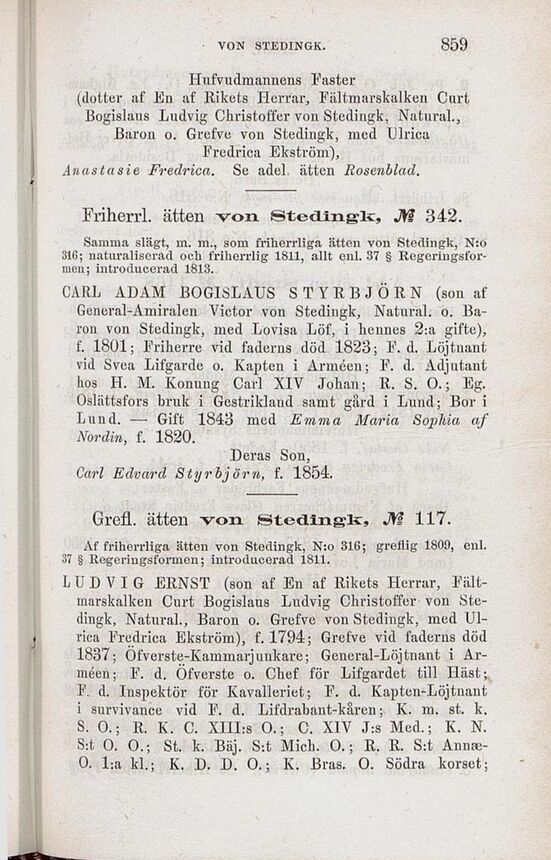 VON STEDINGK. 859
Hufvudmannens Faster
(dotter af En af Rikets Herrar, Fältmarskalken Curt
Bogislaus Ludvig Christoffer von Stedingk, Natural.,
Baron o. Grefve von Stedingk, med Ulrica
Fredrica Ekström),
Anastasie Fredrica. Se adel. ätten Rosenblad.
Friherrl. ätten von Stedingk, № 342.
Samma slägt, m. m., som friherrliga ätten von Stedingk, N:o
316; naturaliserad och friherrlig 1811, allt enl. 37 § Regeringsfor-
men; introducerad 1813.
CARL ADAM BOGISLAUS STYRBJÖRN (son af
General-Amiralen Victor von Stedingk, Natural. o. Ba-
ron von Stedingk, med Lovisa Löf, i hennes 2:a gifte),
f. 1801; Friherre vid faderns död 1823; F. d. Löjtnant
vid Svea Lifgarde o. Kapten i Arméen; F. d. Adjutant
hos H. M. Konung Carl XIV Johan; R. S. O.; Eg.
Oslättsfors bruk i Gestrikland samt gård i Lund; Bor i
Lund. — Gift 1843 med Emma Maria Sophia af
Nordin, f. 1820.
Deras Son,
Carl Edvard Styrbjörn, f. 1854.
Grefl. ätten von Stedingk, № 117.
Af friherrliga ätten von Stedingk, N:o 316; greflig 1809, enl.
37 § Regeringsformen; introducerad 1811.
LUDVIG ERNST (son af En af Rikets Herrar, Fält-
marskalken Curt Bogislaus Ludvig Christoffer von Ste-
dingk, Natural., Baron o. Grefve von Stedingk, med Ul-
rica Fredrica Ekström), f. 1794; Grefve vid faderns död
1837; Öfverste-Kammarjunkare; General-Löjtnant i Ar-
méen; F. d. Öfverste o. Chef för Lifgardet till Häst;
F. d. Inspektör för Kavalleriet; F. d. Kapten-Löjtnant
i survivance vid F. d. Lifdrabant-kåren; K. m. st. k.
S. O.; R. K. C. XIII:s O.; C. XIV J:s Med.; K. N.
S:t O. O.; St. k. Bäj. S:t Mich. O.; R. R. S:t Annæ-
O. 1:a kl.; K. D. D. O.; K. Bras. O. Södra korset;